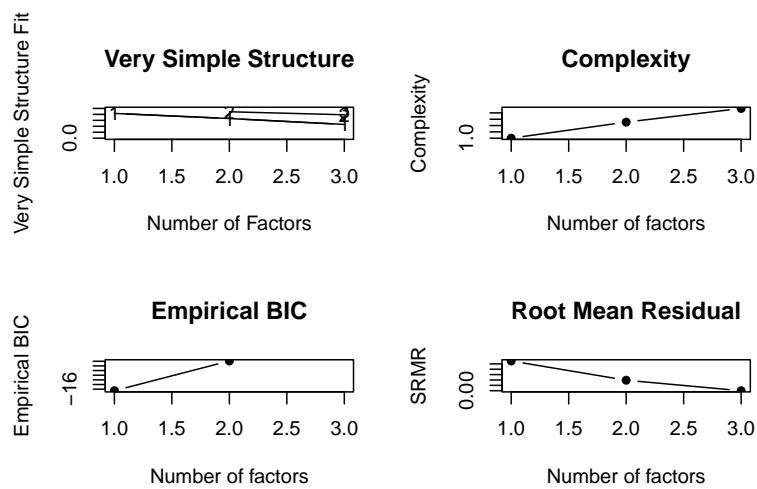 Very Simple Structure
Very Simple Structure Fit
0.0
1
1
2
2
1.0 1.5 2.0 2.5 3.0
Number of Factors
Complexity
Complexity
1.0
1.0 1.5 2.0 2.5 3.0
Number of factors
Empirical BIC
Empirical BIC
−16
1.0 1.5 2.0 2.5 3.0
Number of factors
Root Mean Residual
SRMR
0.00
1.0 1.5 2.0 2.5 3.0
Number of factors